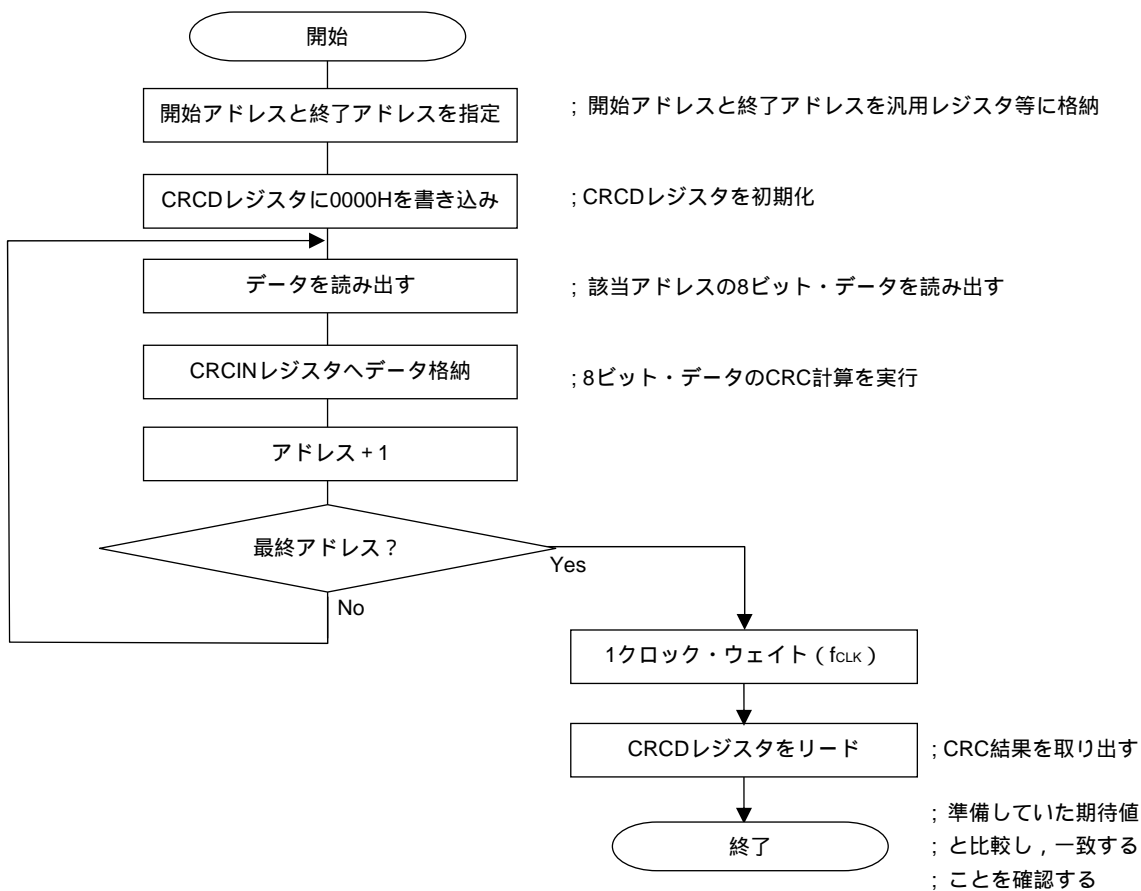 開始
開始アドレスと終了アドレスを指定
; 開始アドレスと終了アドレスを汎用レジスタ等に格納
CRCDレジスタに0000Hを書き込み
; CRCDレジスタを初期化
データを読み出す
; 該当アドレスの8ビット・データを読み出す
CRCINレジスタへデータ格納
; 8ビット・データのCRC計算を実行
アドレス + 1
最終アドレス?
Yes
No
1クロック・ウェイト ( fCLK )
CRCDレジスタをリード
; CRC結果を取り出す
終了
; 準備していた期待値
; と比較し , 一致する
; ことを確認する